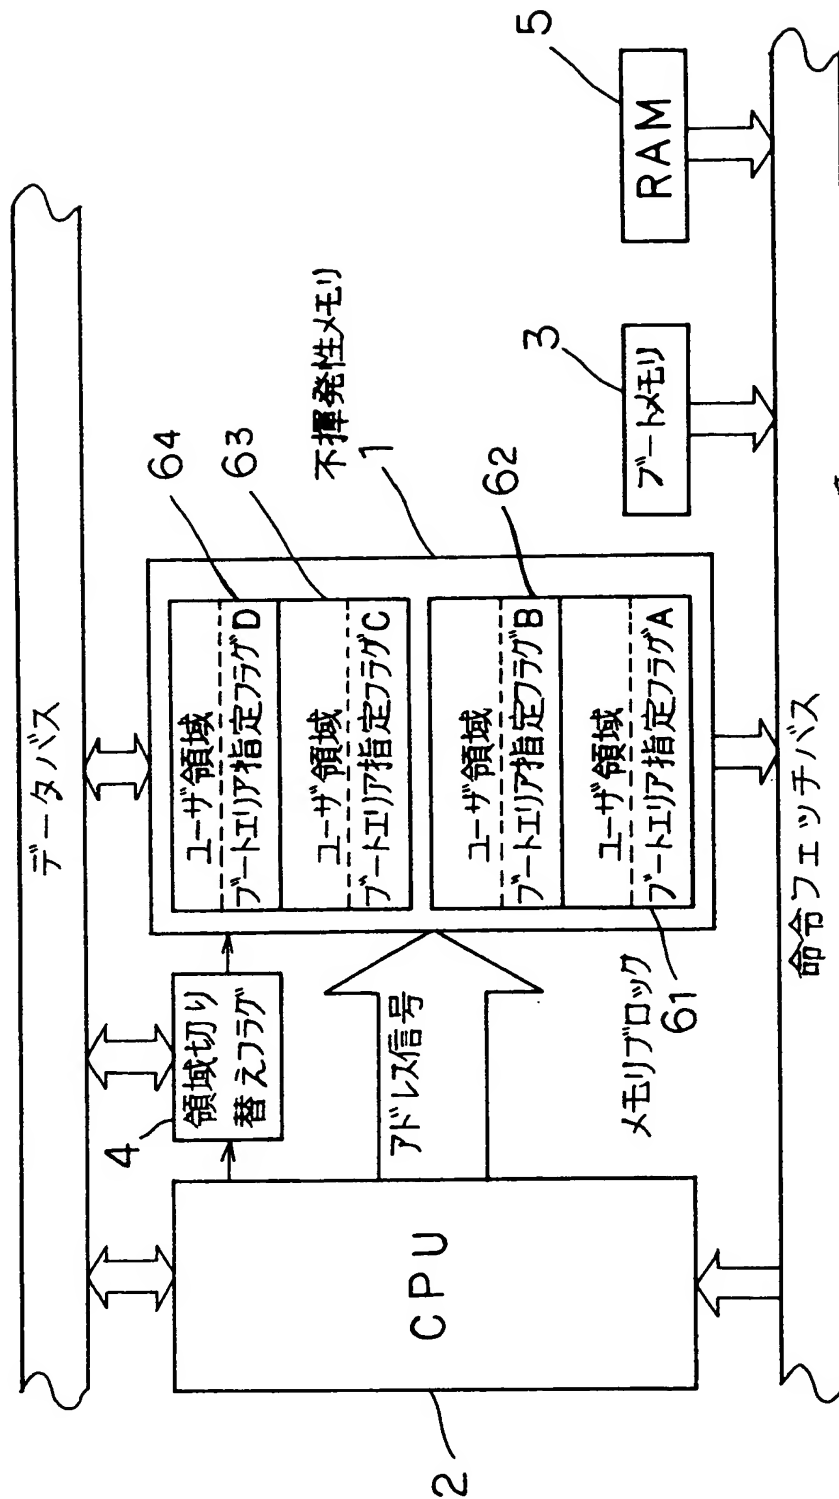 データバス
領域切り
替えフラグ
4
CPU
2
アドレス信号
ユーザ領域
ブートエリア指定フラグD
64
ユーザ領域
ブートエリア指定フラグC
63
不揮発性メモリ
1
ユーザ領域
ブートエリア指定フラグB
62
ユーザ領域
ブートエリア指定フラグA
メモリブロック
61
ブートメモリ
3
RAM
5
命令フェッチバス